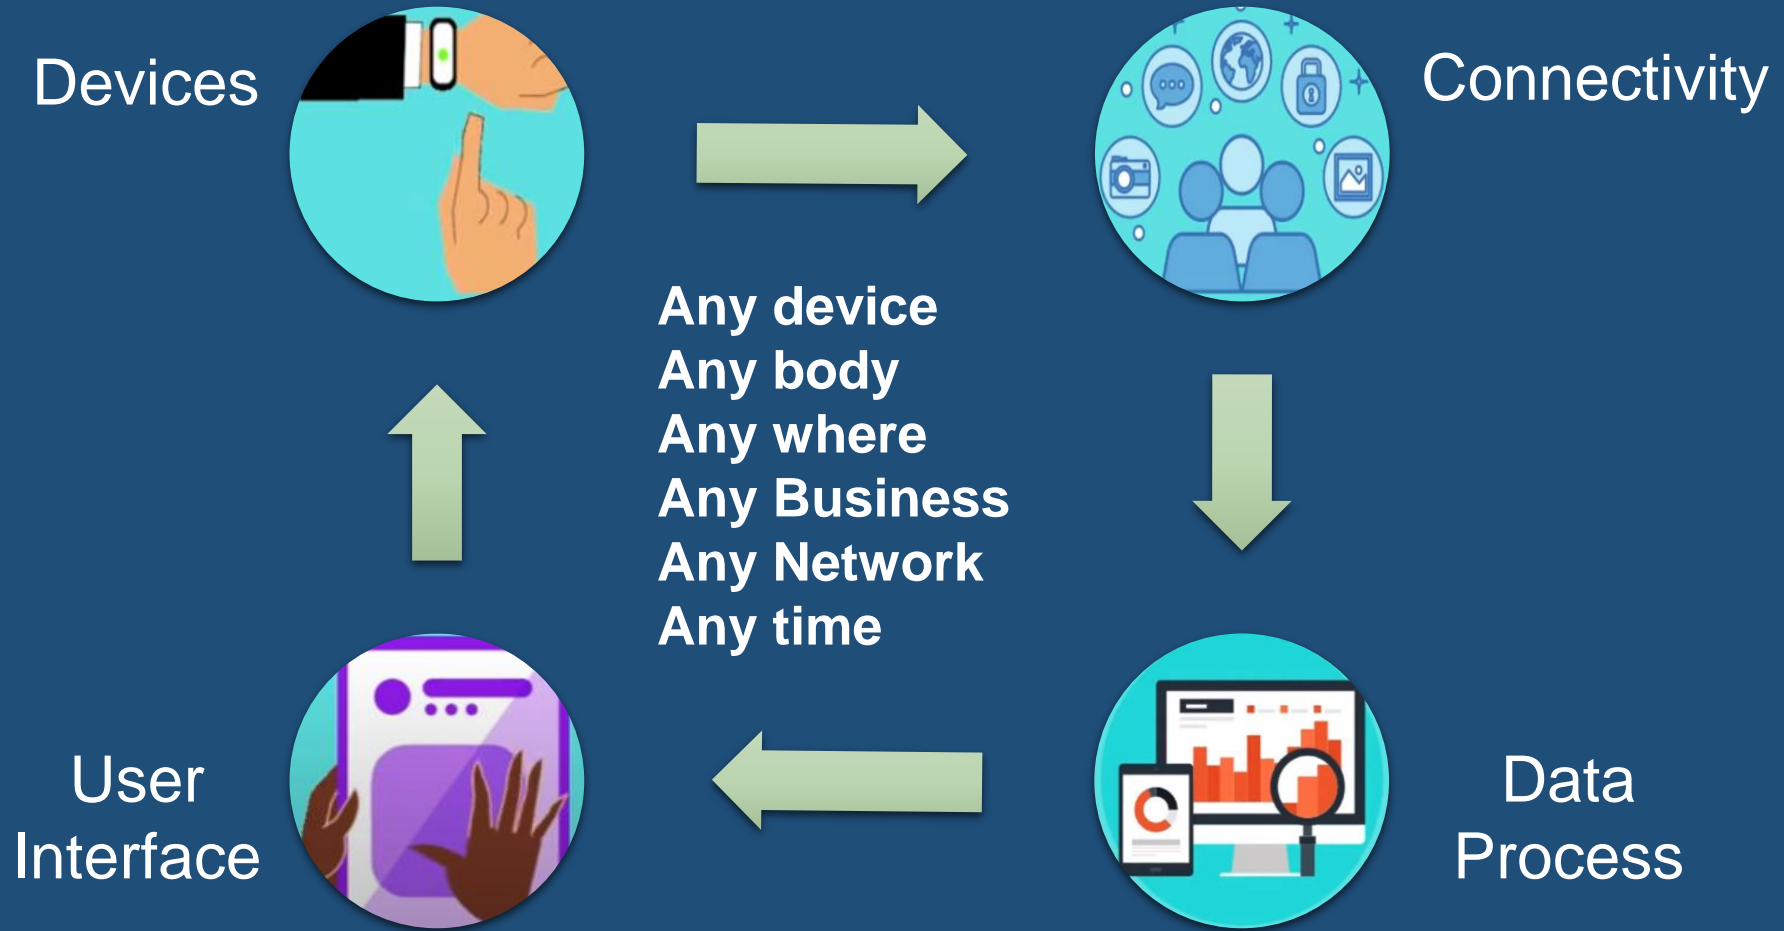 Devices
Connectivity
Any device
Any body
Any where
Any Business
Any Network
Any time
User
Interface
Data
Process